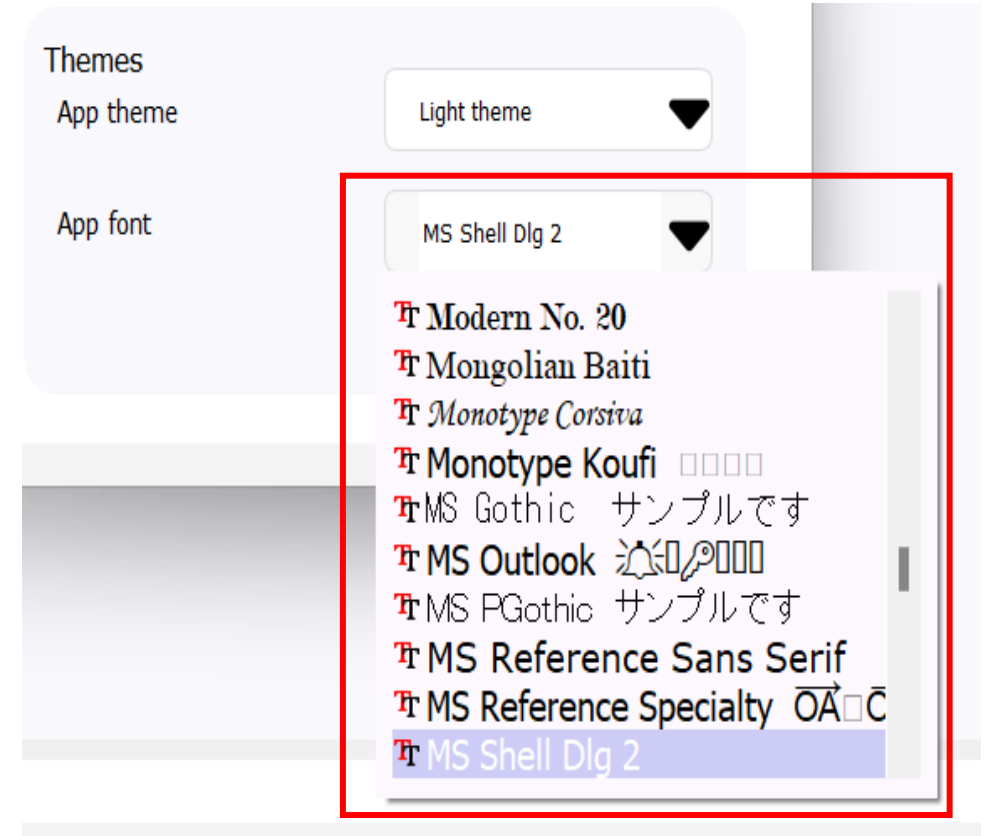 Themes
App theme
Light theme
App font
MS Shell Dlg 2
Modern No. 20
Mongolian Baiti
Monotype Corsiva
Monotype Koufi
MS Gothic サンプルです
MS Outlook
MS PGothic サンプルです
MS Reference Sans Serif
MS Reference Specialty OA
MS Shell Dlg 2